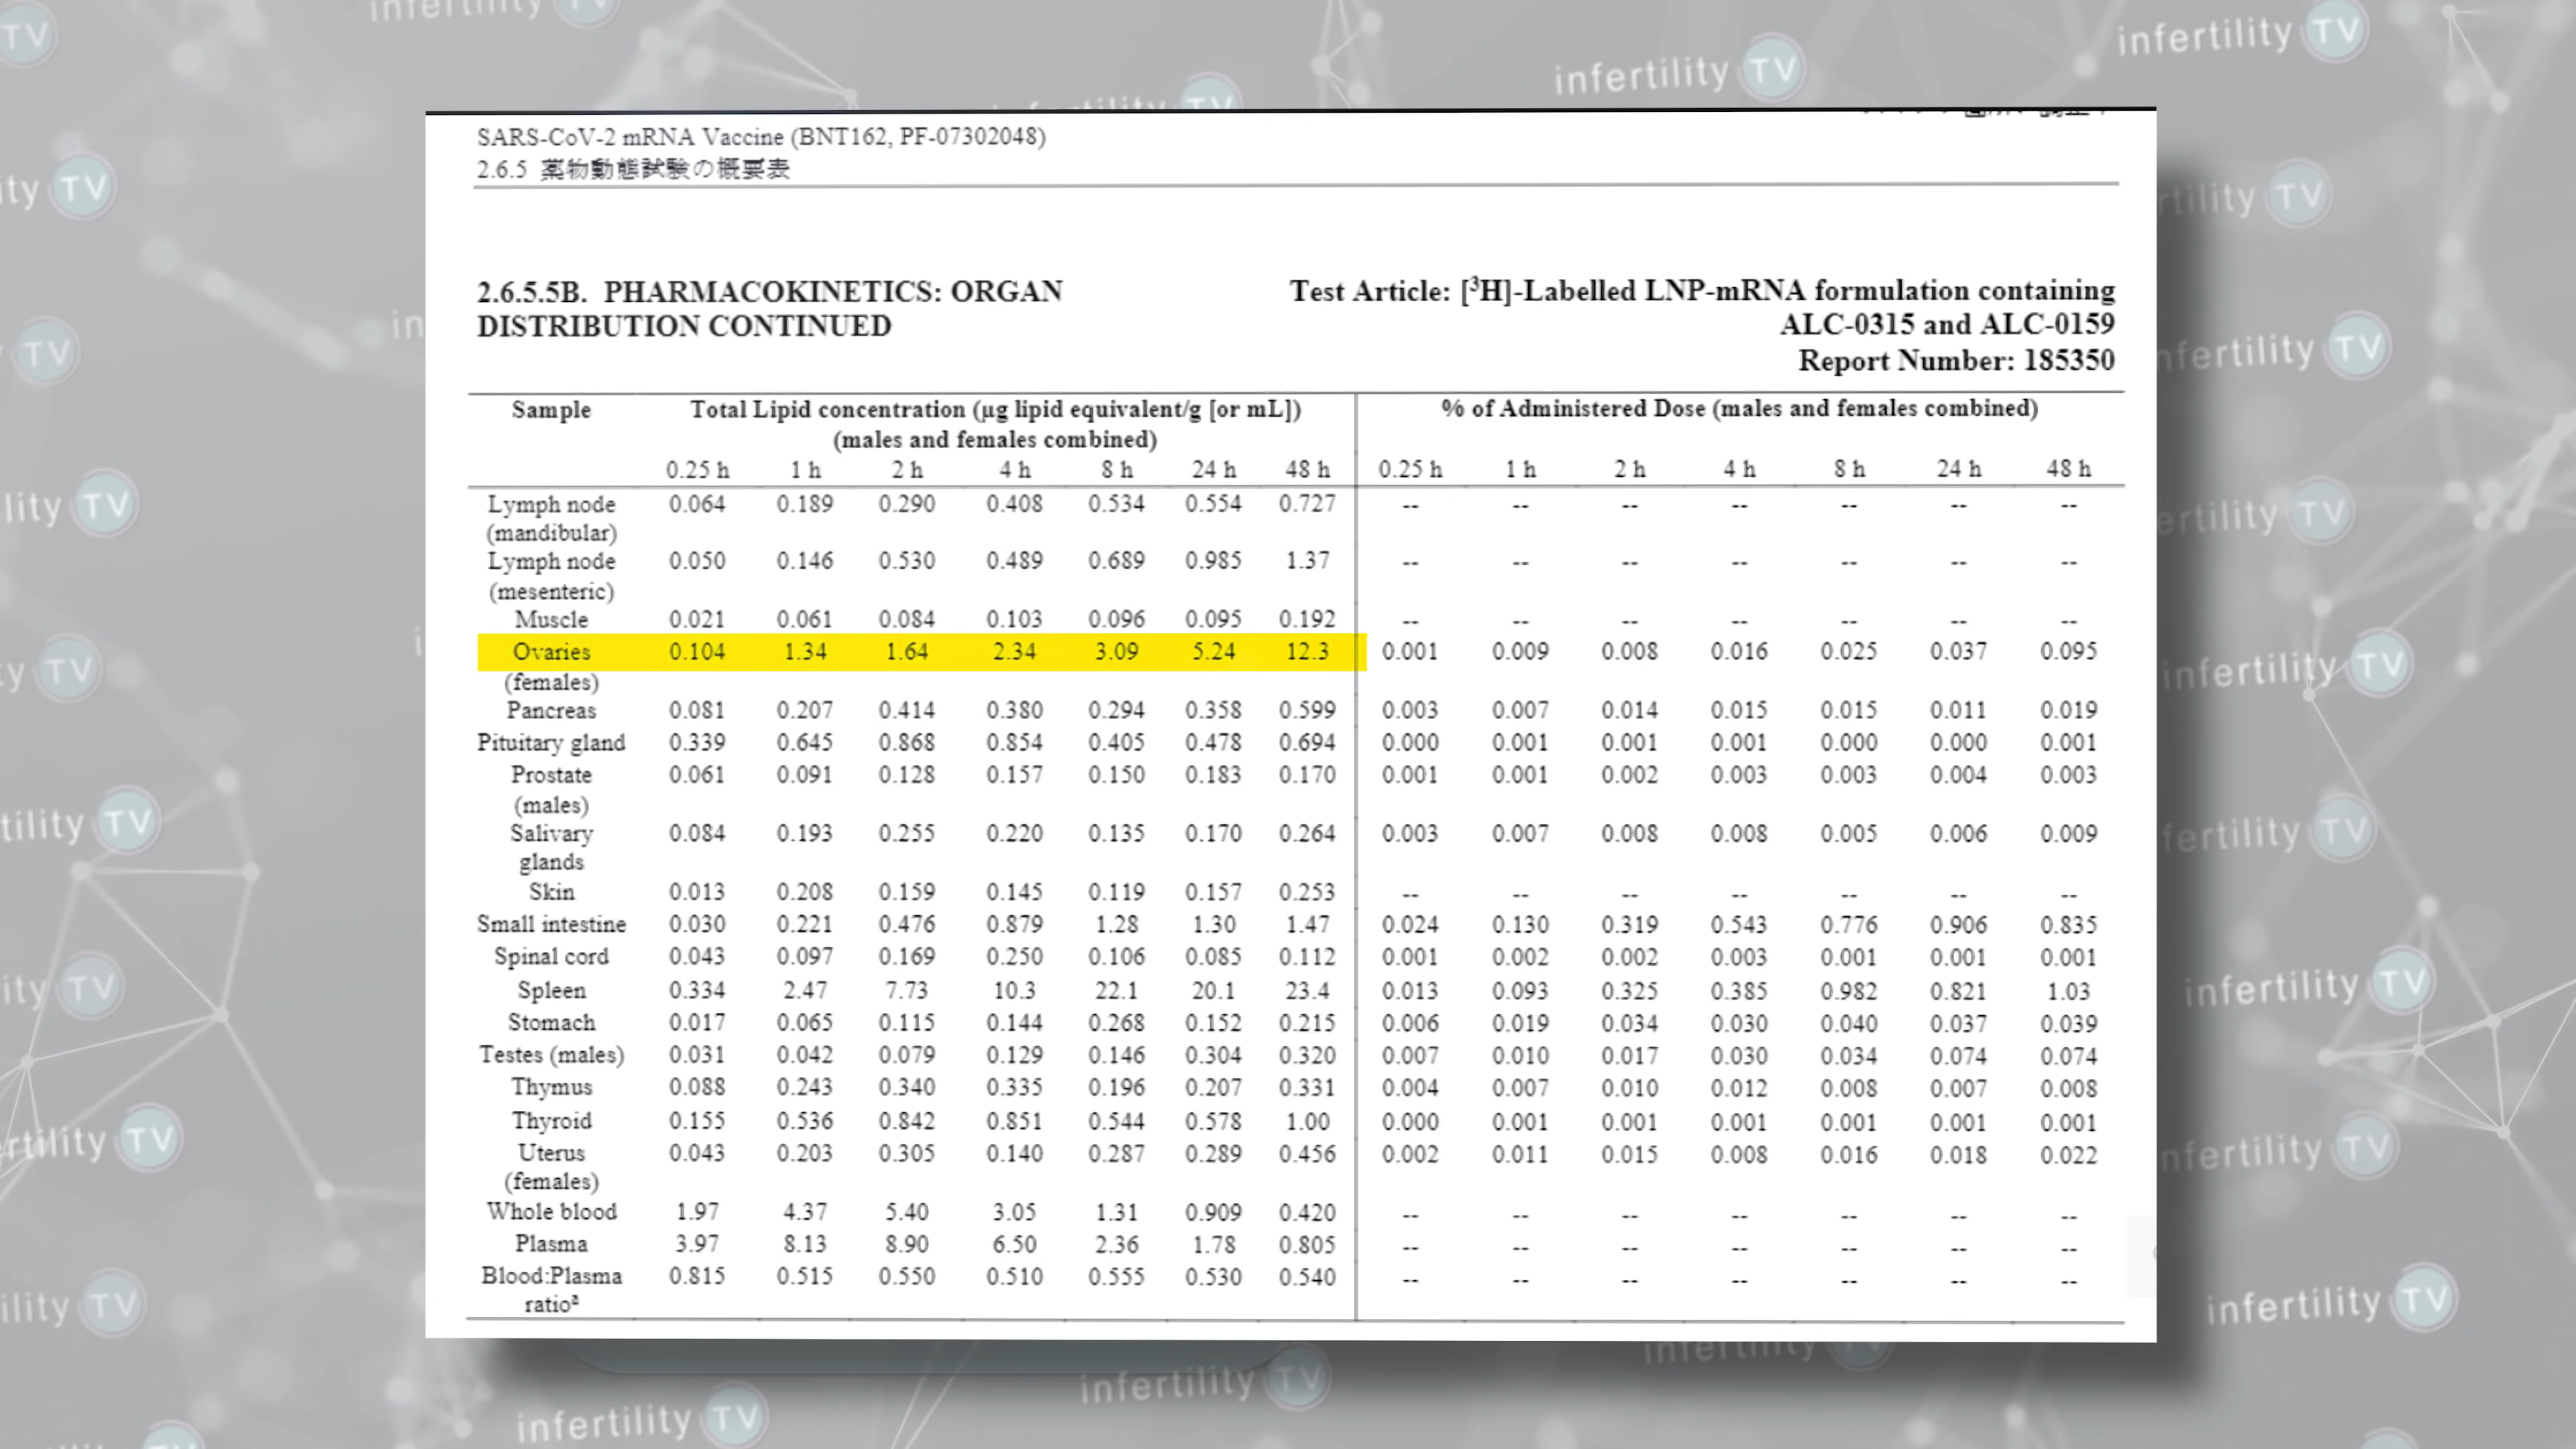 SARS-CoV-2 mRNA Vaccine (BNT162, PF-07302048)
2.6.5 薬物動態試験の概要表
2.6.5.5B. PHARMACOKINETICS: ORGAN
DISTRIBUTION CONTINUED
Test Article: [³H]-Labelled LNP-mRNA formulation containing
ALC-0315 and ALC-0159
Report Number: 185350
Sample Total Lipid concentration (µg lipid equivalent/g [or mL]) % of Administered Dose (males and females combined)
(males and females combined)
0.25 h 1 h 2 h 4 h 8 h 24 h 48 h 0.25 h 1 h 2 h 4 h 8 h 24 h 48 h
Lymph node 0.064 0.189 0.290 0.408 0.534 0.554 0.727 -- -- -- -- -- -- --
(mandibular)
Lymph node 0.050 0.146 0.530 0.489 0.689 0.985 1.37 -- -- -- -- -- -- --
(mesenteric)
Muscle 0.021 0.061 0.084 0.103 0.096 0.095 0.192 -- -- -- -- -- -- --
Ovaries 0.104 1.34 1.64 2.34 3.09 5.24 12.3 0.001 0.009 0.008 0.016 0.025 0.037 0.095
(females)
Pancreas 0.081 0.207 0.414 0.380 0.294 0.358 0.599 0.003 0.007 0.014 0.015 0.015 0.011 0.019
Pituitary gland 0.339 0.645 0.868 0.854 0.405 0.478 0.694 0.000 0.001 0.001 0.001 0.000 0.000 0.001
Prostate 0.061 0.091 0.128 0.157 0.150 0.183 0.170 0.001 0.001 0.002 0.003 0.003 0.004 0.003
(males)
Salivary 0.084 0.193 0.255 0.220 0.135 0.170 0.264 0.003 0.007 0.008 0.008 0.005 0.006 0.009
glands
Skin 0.013 0.208 0.159 0.145 0.119 0.157 0.253 -- -- -- -- -- -- --
Small intestine 0.030 0.221 0.476 0.879 1.28 1.30 1.47 0.024 0.130 0.319 0.543 0.776 0.906 0.835
Spinal cord 0.043 0.097 0.169 0.250 0.106 0.085 0.112 0.001 0.002 0.002 0.003 0.001 0.001 0.001
Spleen 0.334 2.47 7.73 10.3 22.1 20.1 23.4 0.013 0.093 0.325 0.385 0.982 0.821 1.03
Stomach 0.017 0.065 0.115 0.144 0.268 0.152 0.215 0.006 0.019 0.034 0.030 0.040 0.037 0.039
Testes (males) 0.031 0.042 0.079 0.129 0.146 0.304 0.320 0.007 0.010 0.017 0.030 0.034 0.074 0.074
Thymus 0.088 0.243 0.340 0.335 0.196 0.207 0.331 0.004 0.007 0.010 0.012 0.008 0.007 0.008
Thyroid 0.155 0.536 0.842 0.851 0.544 0.578 1.00 0.000 0.001 0.001 0.001 0.001 0.001 0.001
Uterus 0.043 0.203 0.305 0.140 0.287 0.289 0.456 0.002 0.011 0.015 0.008 0.016 0.018 0.022
(females)
Whole blood 1.97 4.37 5.40 3.05 1.31 0.909 0.420 -- -- -- -- -- -- --
Plasma 3.97 8.13 8.90 6.50 2.36 1.78 0.805 -- -- -- -- -- -- --
Blood:Plasma 0.815 0.515 0.550 0.510 0.555 0.530 0.540 -- -- -- -- -- -- --
ratioª
infertility TV
infertility TV
infertility TV
infertility TV
infertility TV
infertility TV
infertility TV